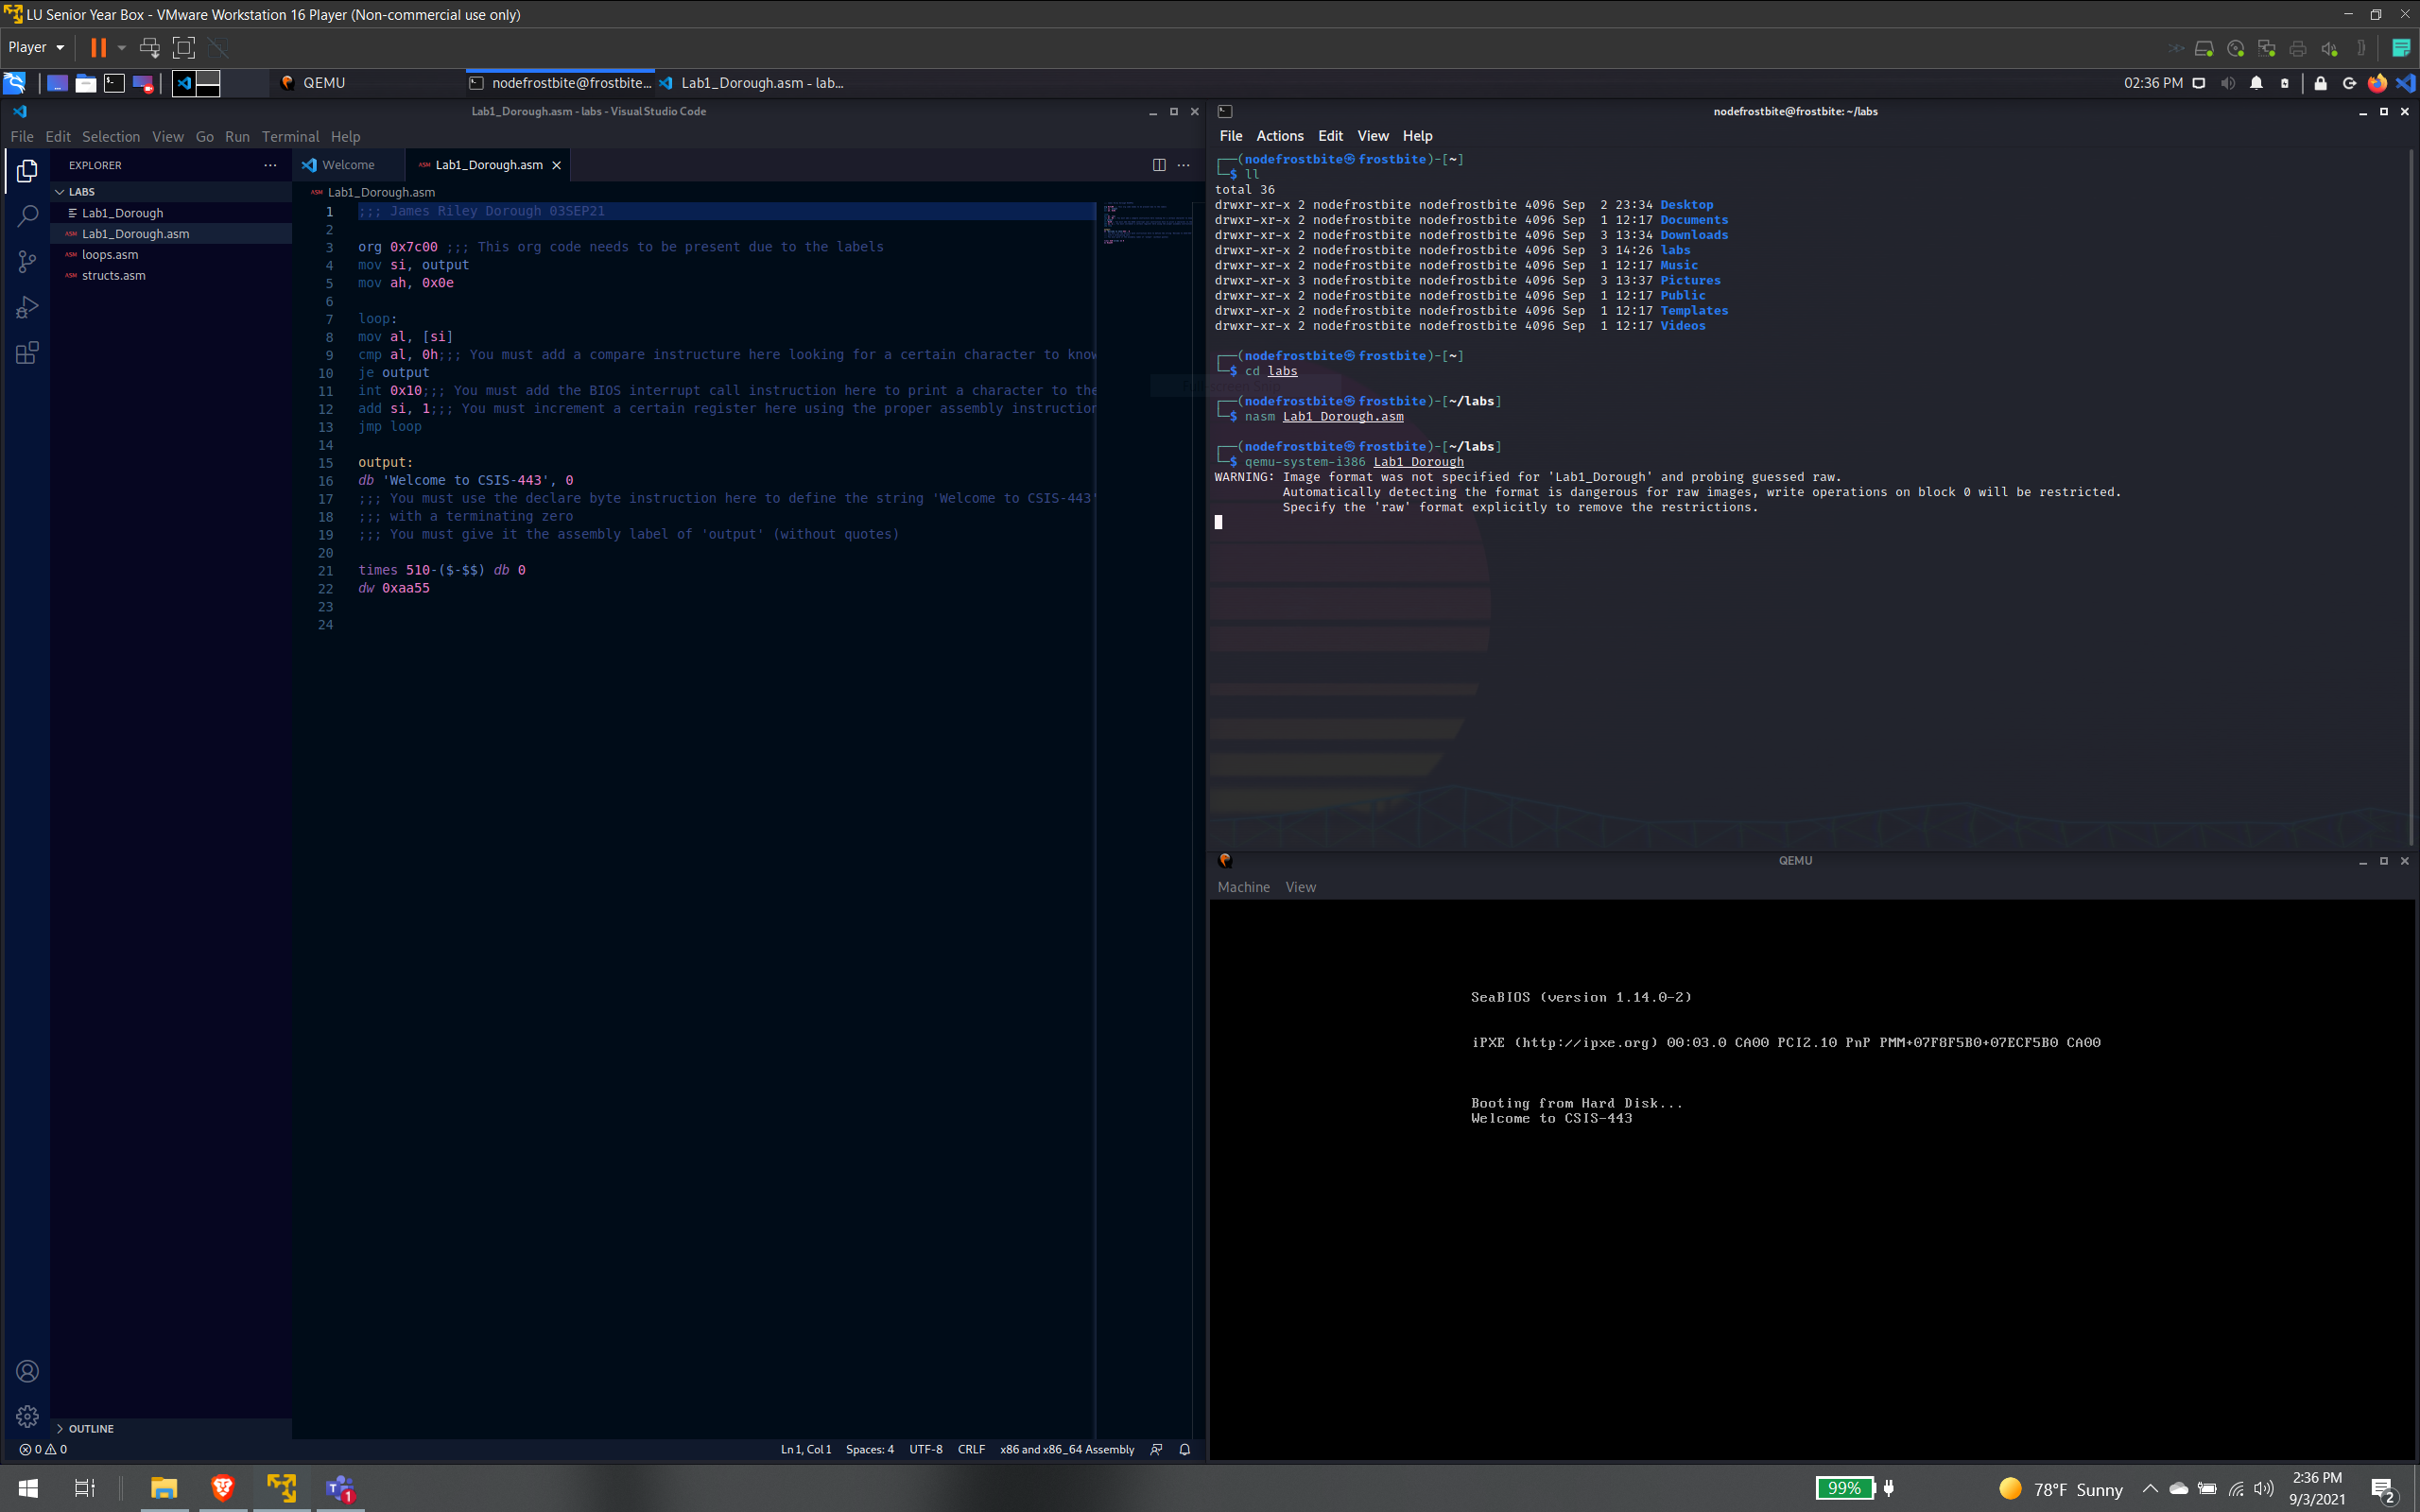 LU Senior Year Box - VMware Workstation 16 Player (Non-commercial use only)
Player
QEMU
nodefrostbite@frostbite...
Lab1_Dorough.asm - lab...
02:36 PM
Lab1_Dorough.asm - labs - Visual Studio Code
File Edit Selection View Go Run Terminal Help
EXPLORER
LABS
Lab1_Dorough
Lab1_Dorough.asm
loops.asm
structs.asm
OUTLINE
Welcome
Lab1_Dorough.asm
Lab1_Dorough.asm
1 ;;; James Riley Dorough 03SEP21
2
3 org 0x7c00 ;;; This org code needs to be present due to the labels
4 mov si, output
5 mov ah, 0x0e
6
7 loop:
8 mov al, [si]
9 cmp al, 0h;;; You must add a compare instructure here looking for a certain character to know
10 je output
11 int 0x10;;; You must add the BIOS interrupt call instruction here to print a character to the
12 add si, 1;;; You must increment a certain register here using the proper assembly instruction
13 jmp loop
14
15 output:
16 db 'Welcome to CSIS-443', 0
17 ;;; You must use the declare byte instruction here to define the string 'Welcome to CSIS-443'
18 ;;; with a terminating zero
19 ;;; You must give it the assembly label of 'output' (without quotes)
20
21 times 510-($-$$) db 0
22 dw 0xaa55
23
24
0 0
Ln 1, Col 1 Spaces: 4 UTF-8 CRLF x86 and x86_64 Assembly
nodefrostbite@frostbite: ~/labs
File Actions Edit View Help
(nodefrostbite㉿frostbite)-[~]
$ ll
total 36
drwxr-xr-x 2 nodefrostbite nodefrostbite 4096 Sep  2 23:34 Desktop
drwxr-xr-x 2 nodefrostbite nodefrostbite 4096 Sep  1 12:17 Documents
drwxr-xr-x 2 nodefrostbite nodefrostbite 4096 Sep  3 13:34 Downloads
drwxr-xr-x 2 nodefrostbite nodefrostbite 4096 Sep  3 14:26 labs
drwxr-xr-x 2 nodefrostbite nodefrostbite 4096 Sep  1 12:17 Music
drwxr-xr-x 3 nodefrostbite nodefrostbite 4096 Sep  3 13:37 Pictures
drwxr-xr-x 2 nodefrostbite nodefrostbite 4096 Sep  1 12:17 Public
drwxr-xr-x 2 nodefrostbite nodefrostbite 4096 Sep  1 12:17 Templates
drwxr-xr-x 2 nodefrostbite nodefrostbite 4096 Sep  1 12:17 Videos
(nodefrostbite㉿frostbite)-[~]
$ cd labs
(nodefrostbite㉿frostbite)-[~/labs]
$ nasm Lab1_Dorough.asm
(nodefrostbite㉿frostbite)-[~/labs]
$ qemu-system-i386 Lab1_Dorough
WARNING: Image format was not specified for 'Lab1_Dorough' and probing guessed raw.
Automatically detecting the format is dangerous for raw images, write operations on block 0 will be restricted.
Specify the 'raw' format explicitly to remove the restrictions.
QEMU
Machine View
SeaBIOS (version 1.14.0-2)
iPXE (http://ipxe.org) 00:03.0 CA00 PCI2.10 PnP PMM+07F8F5B0+07ECF5B0 CA00
Booting from Hard Disk...
Welcome to CSIS-443
99%
78°F Sunny
2:36 PM
9/3/2021
2
1